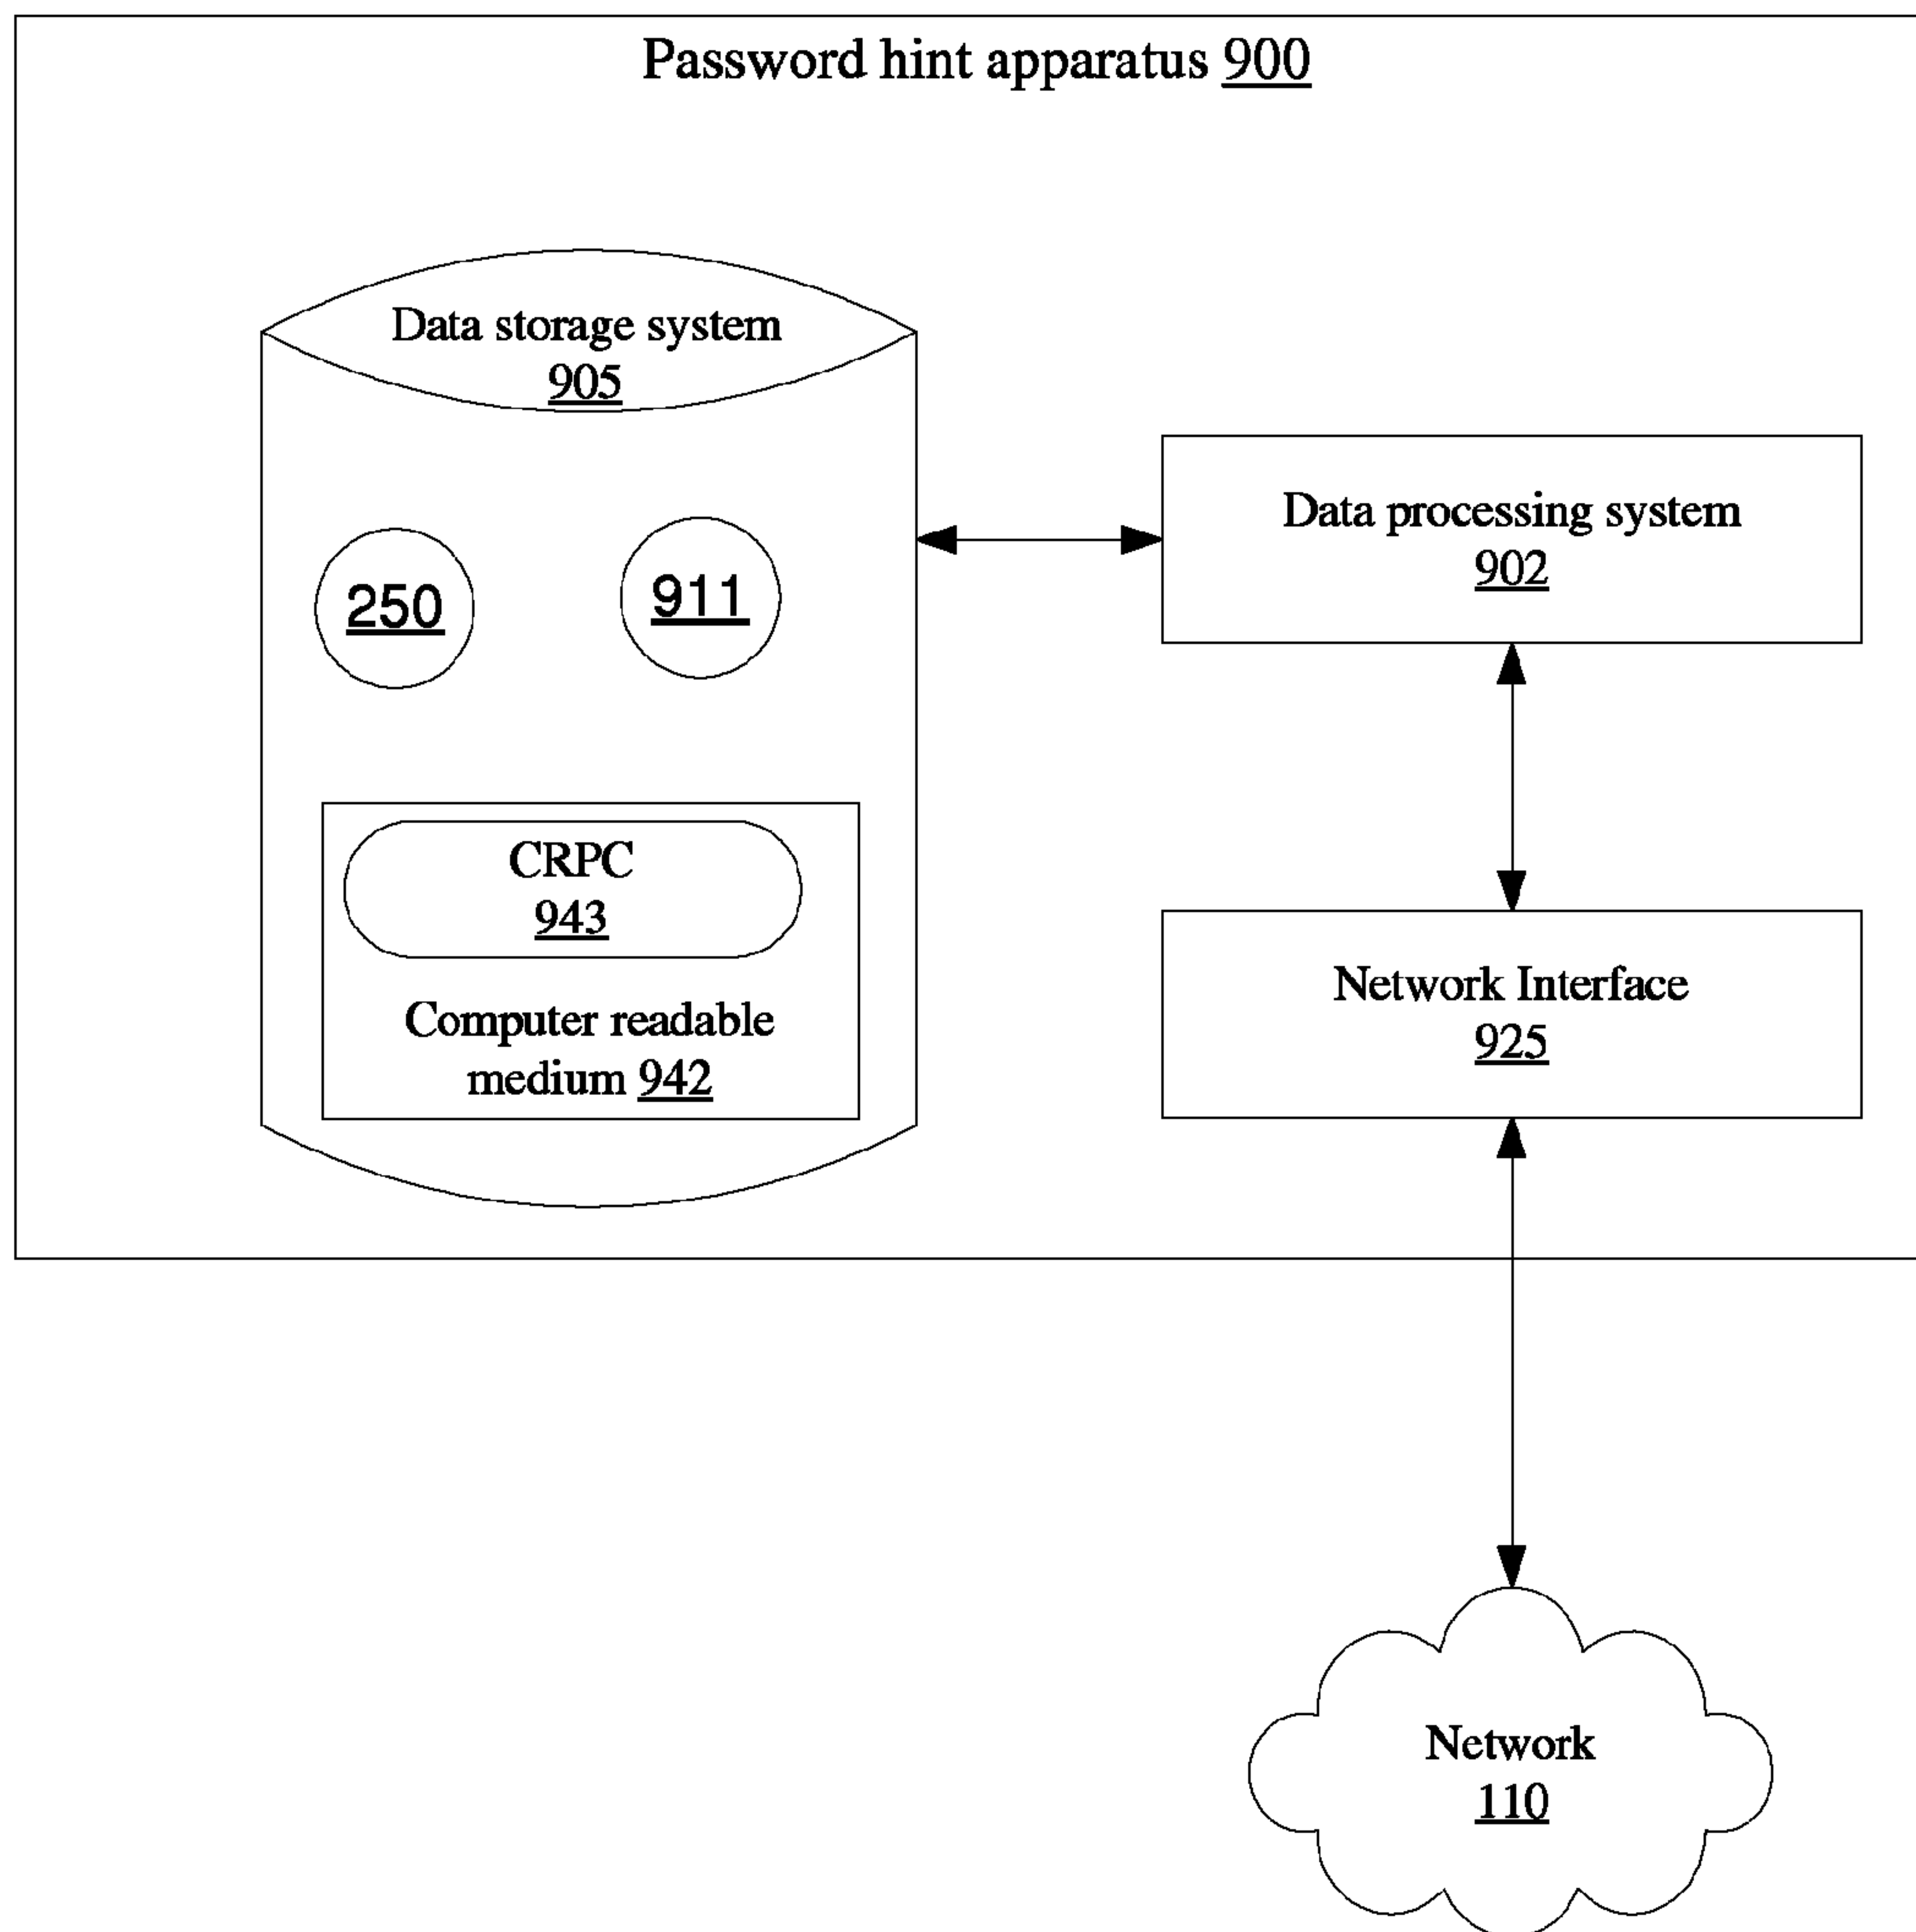 Password hint apparatus 900
Data storage system
905
250
911
CRPC
943
Computer readable
medium 942
Data processing system
902
Network Interface
925
Network
110